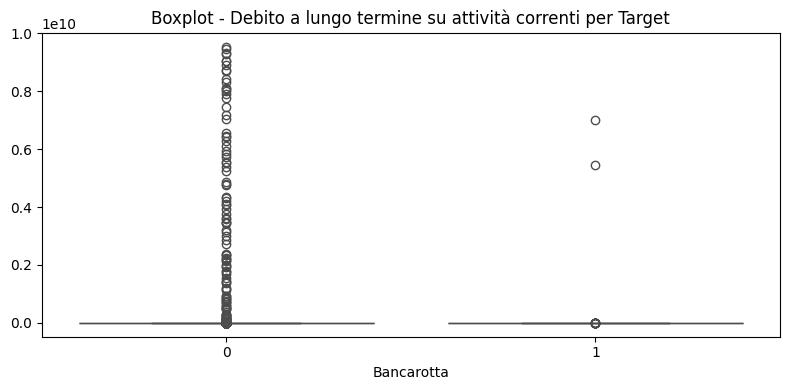 Boxplot - Debito a lungo termine su attività correnti per Target
1e10
1.0
0.8
0.6
0.4
0.2
0.0
0 1
Bancarotta